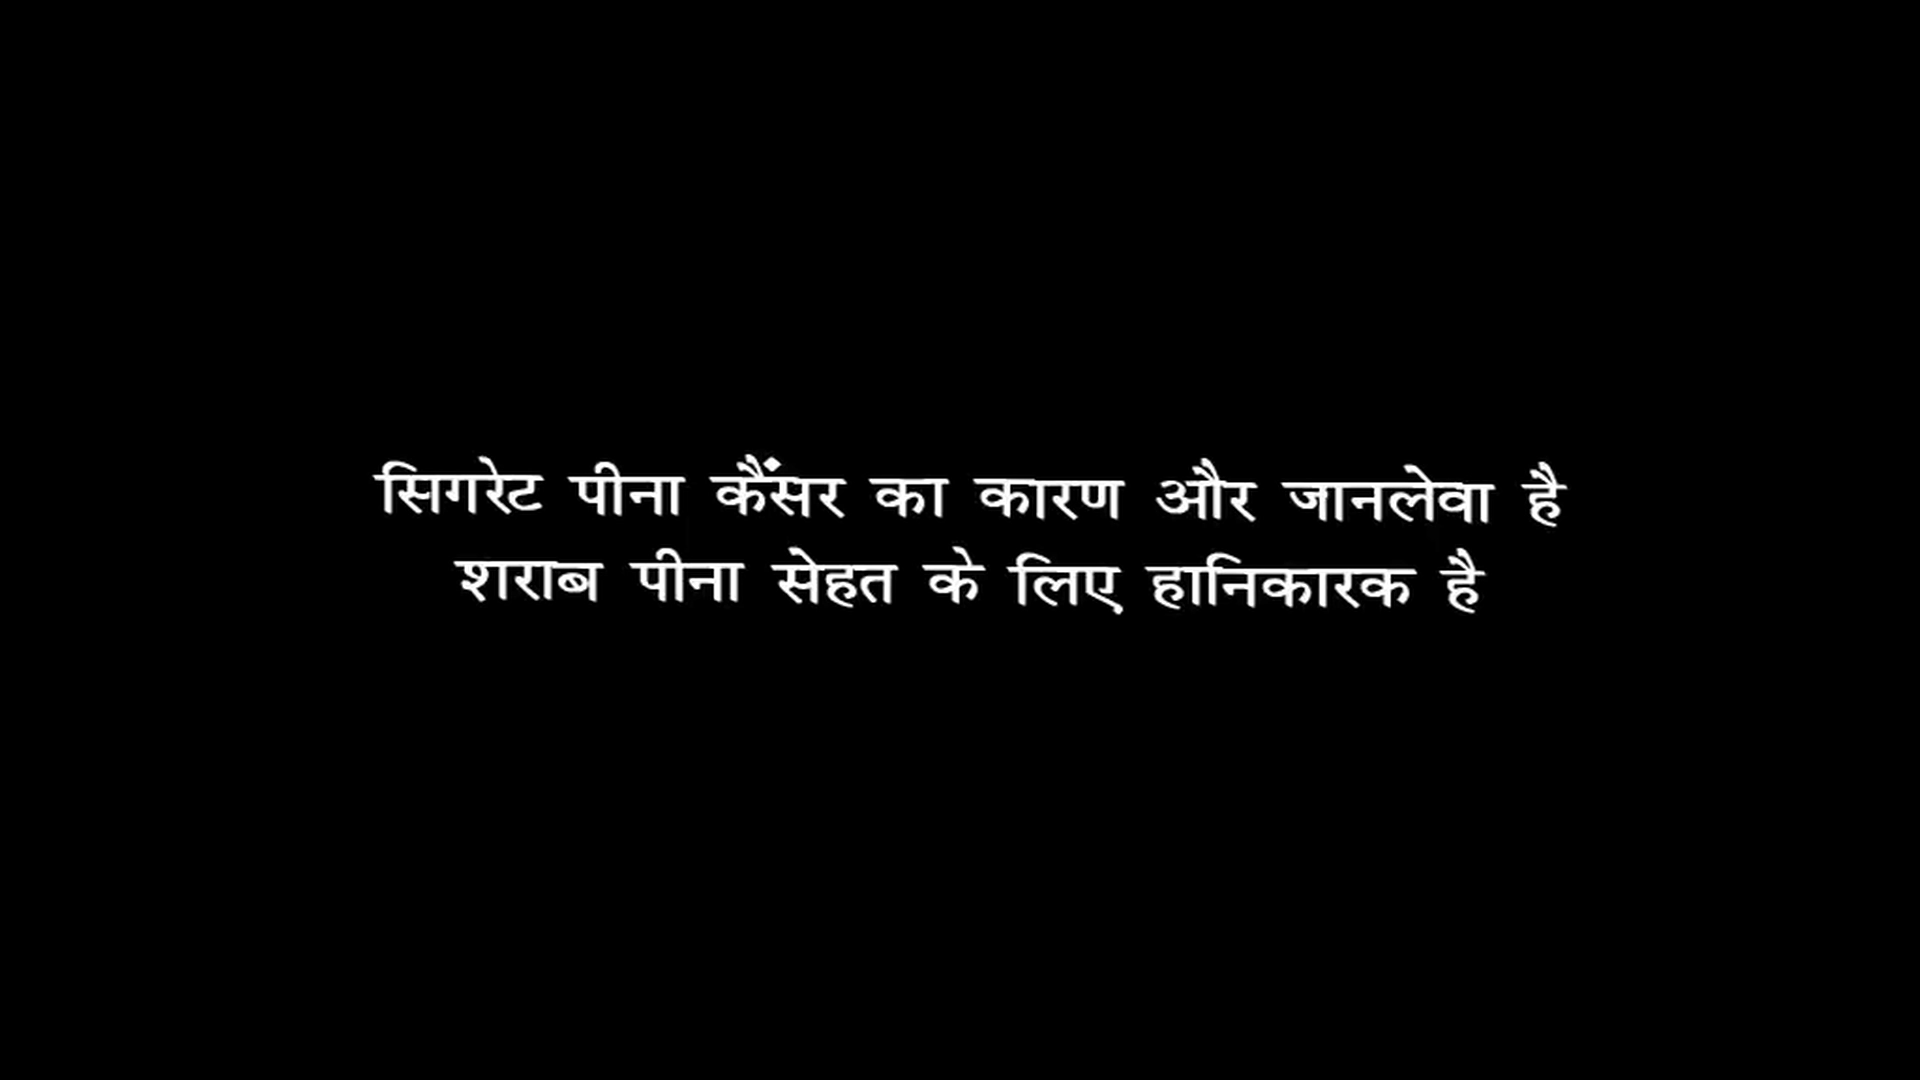 सिगरेट पीना कैंसर का कारण और जानलेवा है
शराब पीना सेहत के लिए हानिकारक है